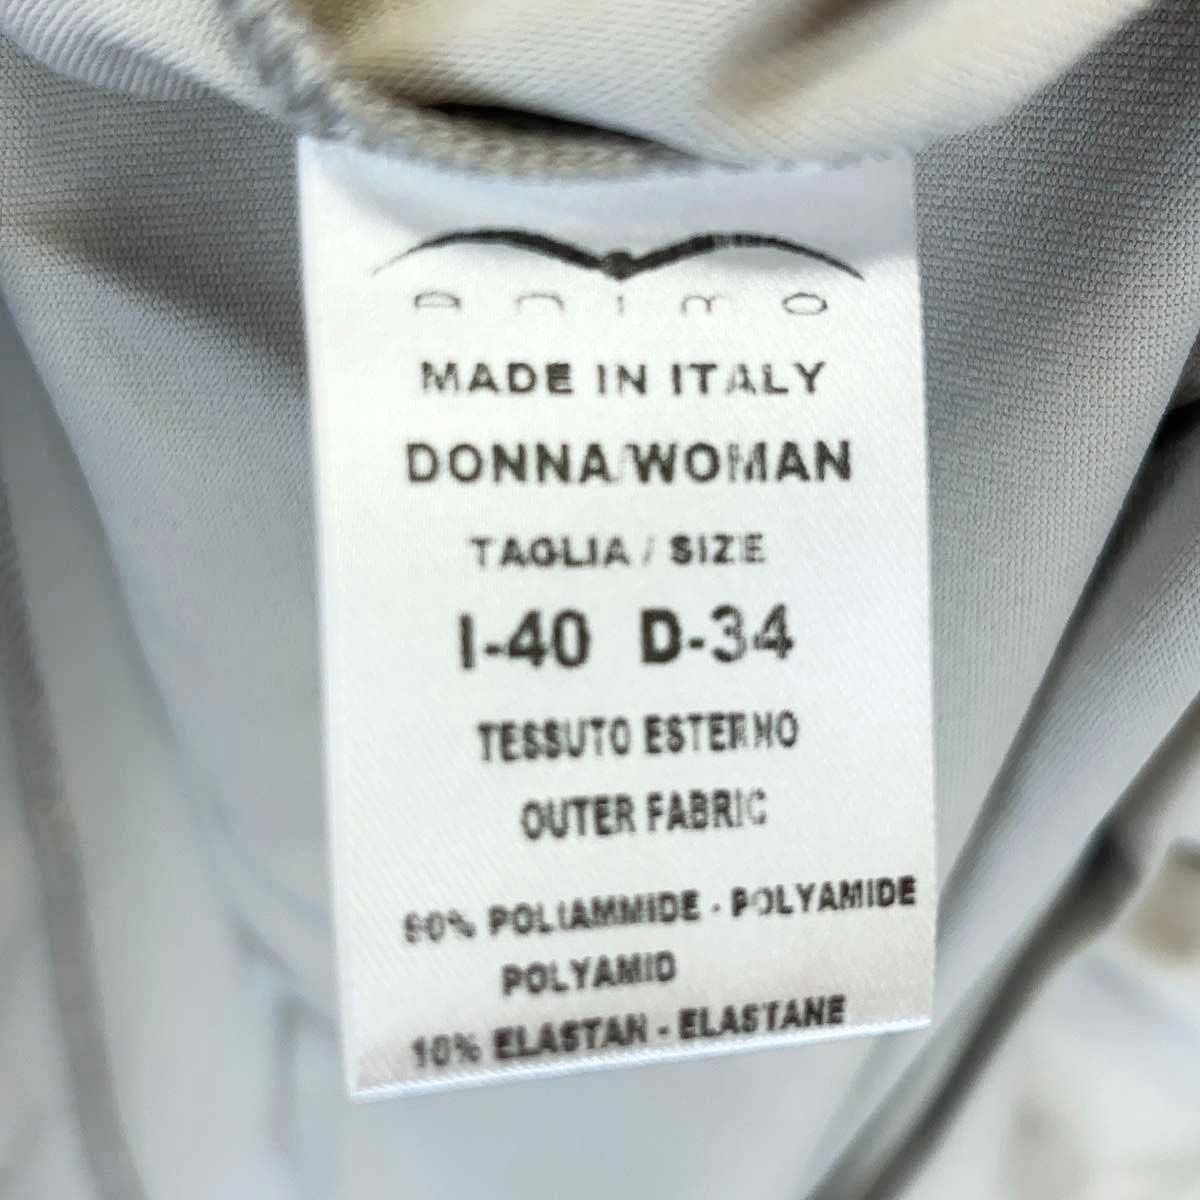 animo
MADE IN ITALY
DONNA/WOMAN
TAGLIA / SIZE
I-40 D-34
TESSUTO ESTERNO
OUTER FABRIC
90% POLIAMMIDE - POLYAMIDE
POLYAMID
10% ELASTAN - ELASTANE